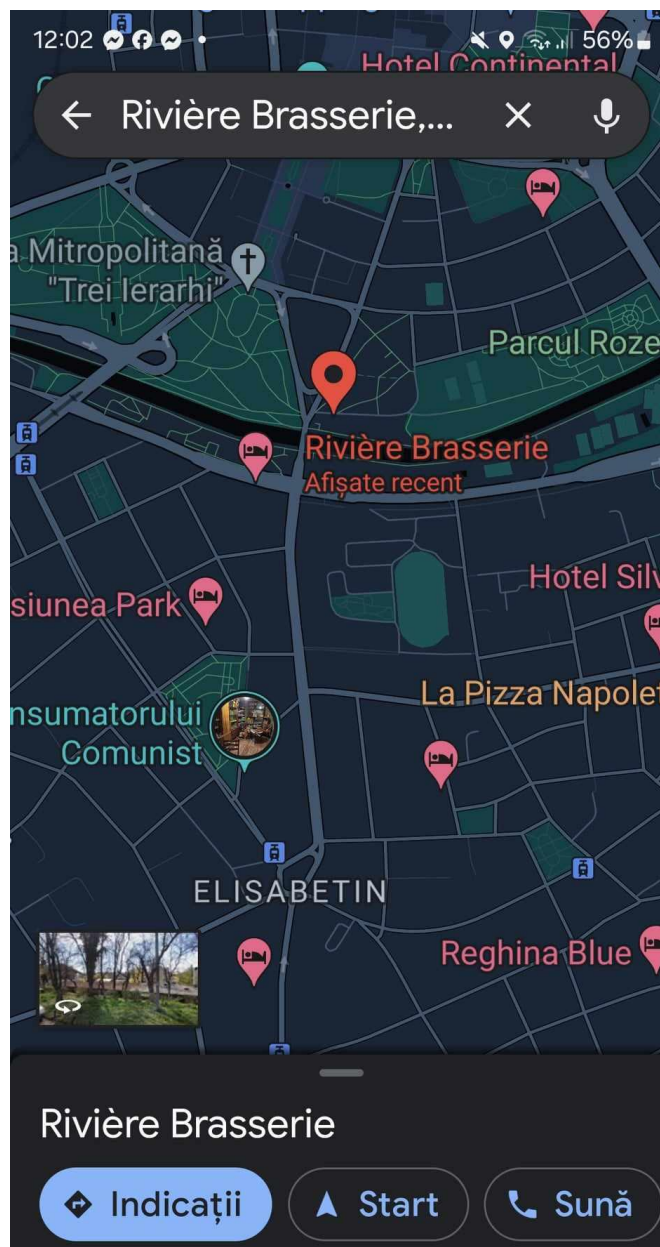 12:02
56%
Hotel Continental
Rivière Brasserie,...
Mitropolitană
"Trei Ierarhi"
Parcul Roze
Rivière Brasserie
Afișate recent
siunea Park
Hotel Silv
nsumatorului
Comunist
La Pizza Napolet
ELISABETIN
Reghina Blue
Rivière Brasserie
Indicații
Start
Sună